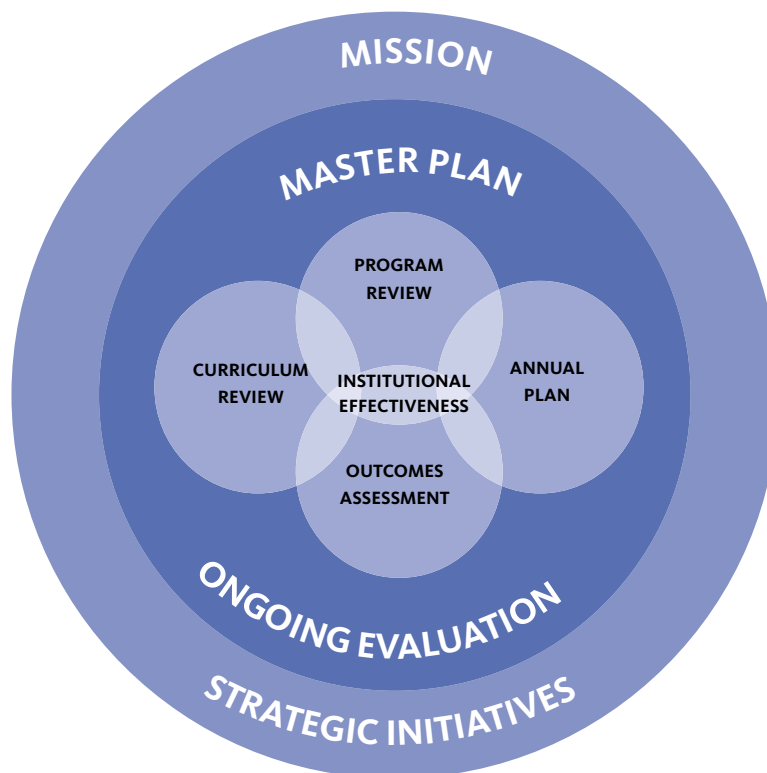 MISSION
MASTER PLAN
PROGRAM
REVIEW
CURRICULUM
REVIEW
INSTITUTIONAL
EFFECTIVENESS
ANNUAL
PLAN
OUTCOMES
ASSESSMENT
ONGOING EVALUATION
STRATEGIC INITIATIVES